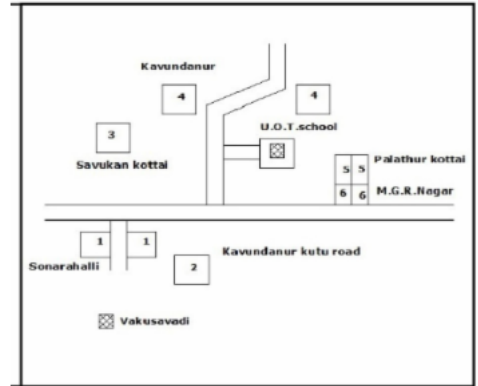 Kavundanur
4
4
U.O.T.school
3
Savukan kottai
Palathur kottai
5 5
6 6
M.G.R.Nagar
1 1
Sonarahalli
Kavundanur kutu road
2
Vakusavadi